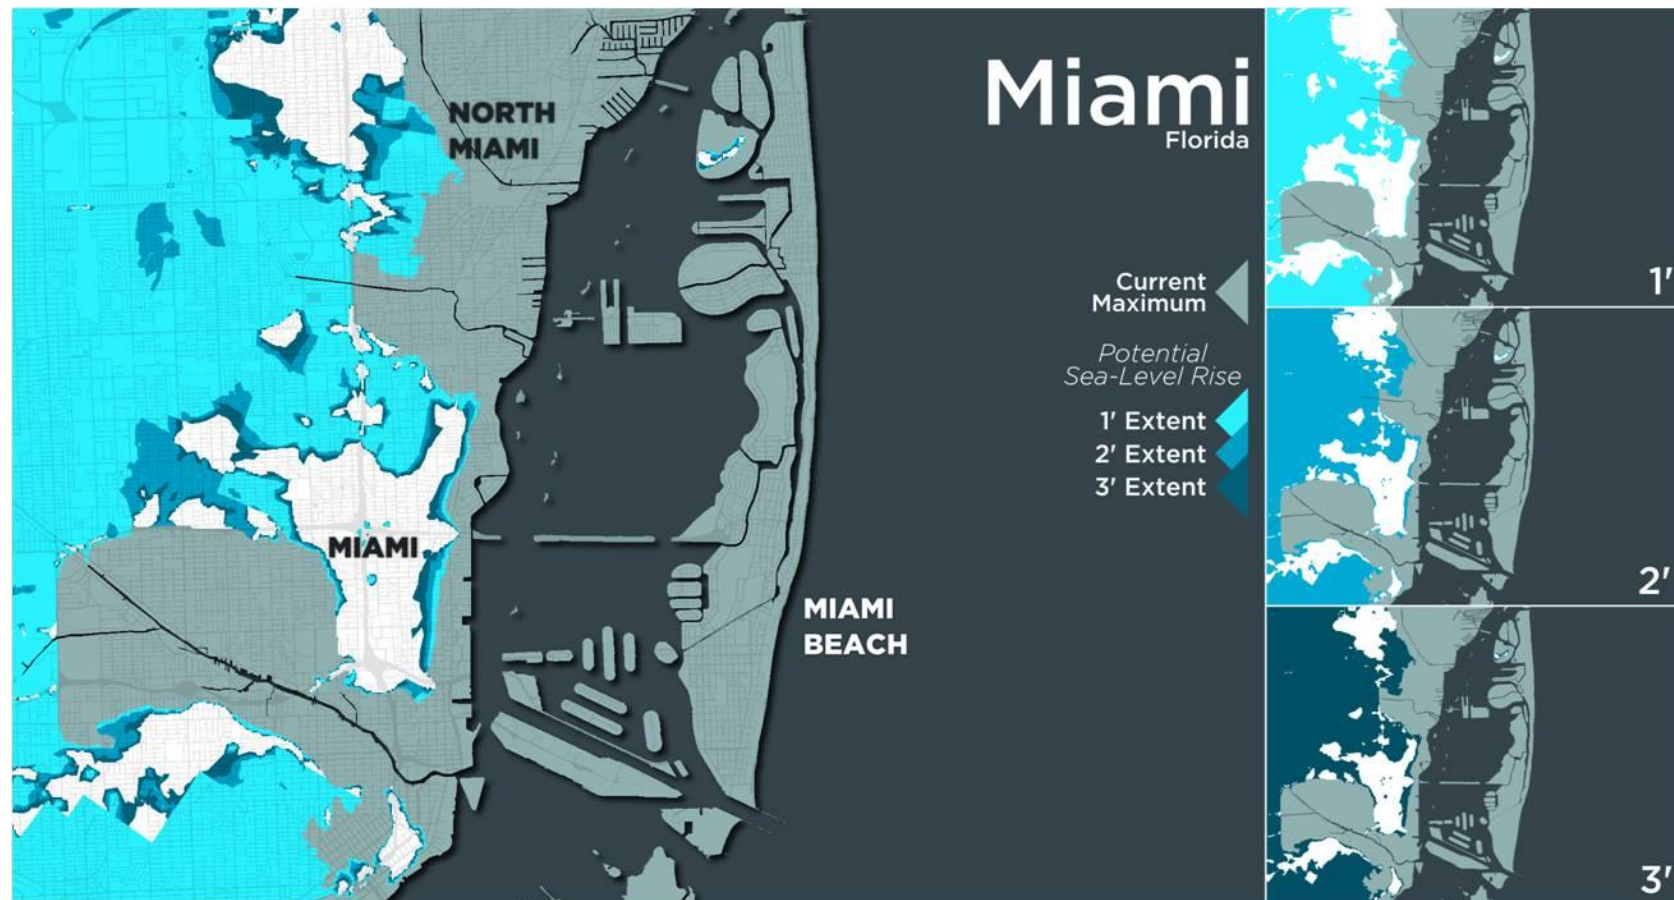 NORTH
MIAMI
MIAMI
MIAMI
BEACH
Miami
Florida
Current
Maximum
Potential
Sea-Level Rise
1' Extent
2' Extent
3' Extent
1'
2'
3'